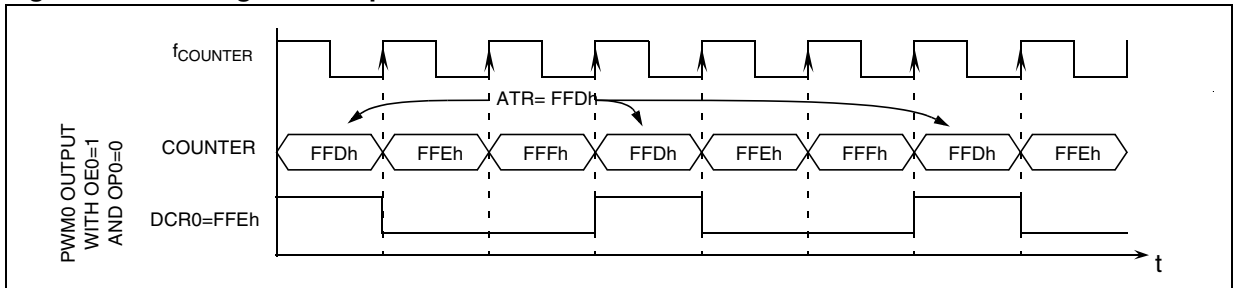 fCOUNTER
ATR= FFDh
COUNTER
FFDh FFEh FFFh FFDh FFEh FFFh FFDh FFEh
PWM0 OUTPUT
WITH OE0=1
AND OP0=0
DCR0=FFEh
t